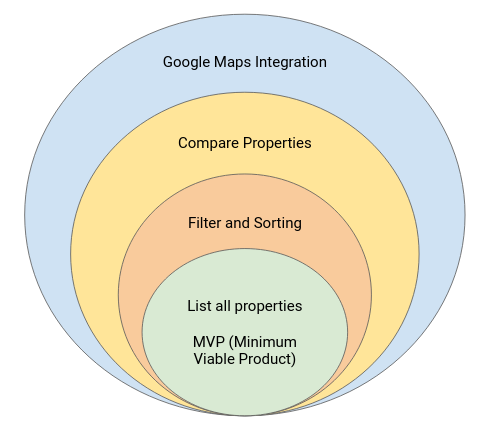 Google Maps Integration
Compare Properties
Filter and Sorting
List all properties
MVP (Minimum
Viable Product)